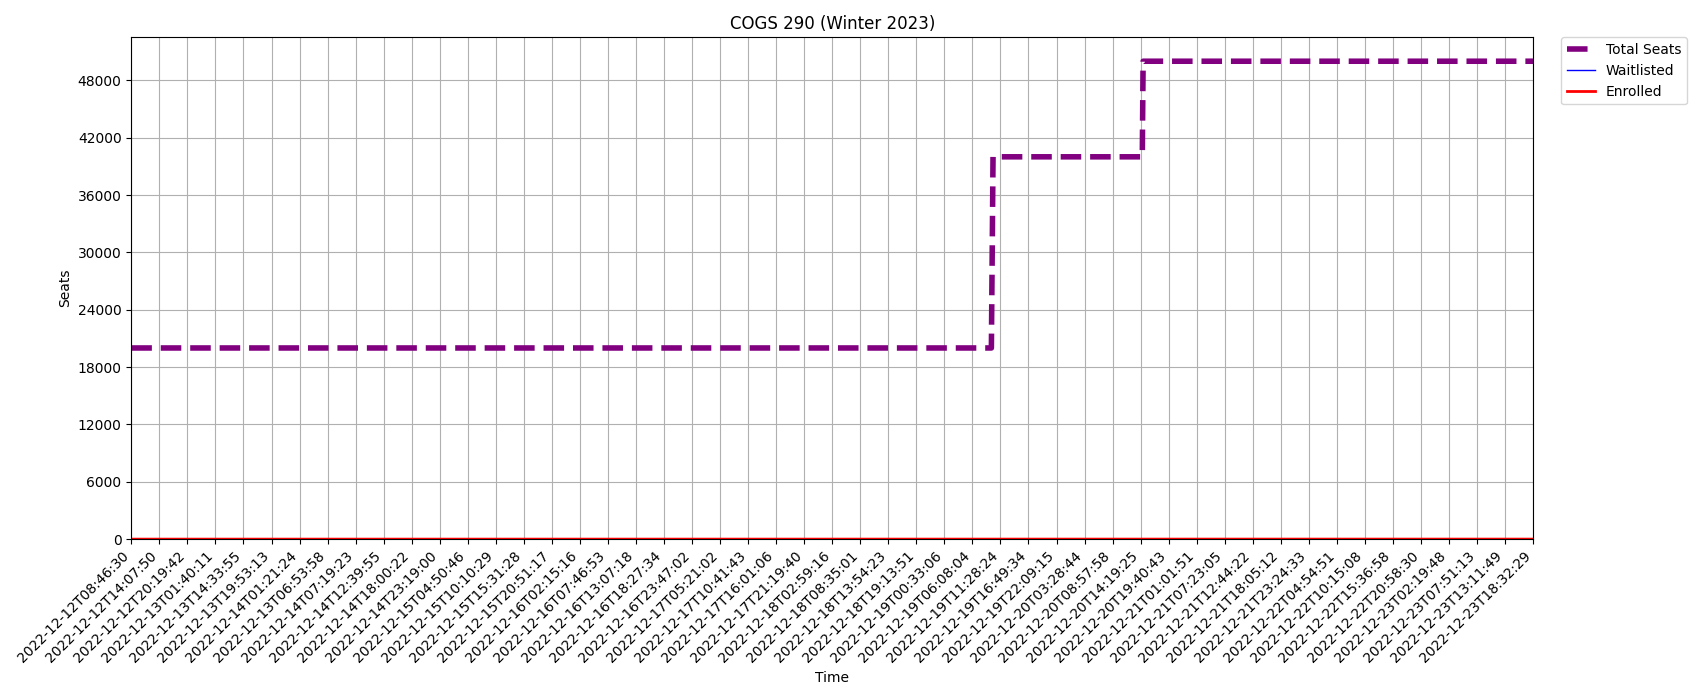 COGS 290 (Winter 2023)
Total Seats
Waitlisted
Enrolled
Seats
48000
42000
36000
30000
24000
18000
12000
6000
0
2022-12-12T08:46:30
2022-12-12T14:07:50
2022-12-12T20:19:42
2022-12-13T01:40:11
2022-12-13T14:33:55
2022-12-13T19:53:13
2022-12-14T01:21:24
2022-12-13T06:53:58
2022-12-14T07:19:23
2022-12-14T12:39:55
2022-12-14T18:00:22
2022-12-14T23:19:00
2022-12-15T04:50:46
2022-12-15T10:10:29
2022-12-15T15:31:28
2022-12-15T20:51:17
2022-12-16T02:15:16
2022-12-16T07:46:53
2022-12-16T13:07:18
2022-12-16T18:27:34
2022-12-16T23:47:02
2022-12-17T05:21:02
2022-12-17T10:41:43
2022-12-17T16:01:06
2022-12-17T21:19:40
2022-12-18T02:59:16
2022-12-18T08:35:01
2022-12-18T13:54:23
2022-12-18T19:13:51
2022-12-19T00:33:06
2022-12-19T06:08:04
2022-12-19T11:28:24
2022-12-19T16:49:34
2022-12-19T22:09:15
2022-12-20T03:28:44
2022-12-20T08:57:58
2022-12-20T14:19:25
2022-12-20T19:40:43
2022-12-21T01:01:51
2022-12-21T07:23:05
2022-12-21T12:44:22
2022-12-21T18:05:12
2022-12-21T23:24:33
2022-12-22T04:54:51
2022-12-22T10:15:08
2022-12-22T15:36:58
2022-12-22T20:58:30
2022-12-23T02:19:48
2022-12-23T07:51:13
2022-12-23T13:11:49
2022-12-23T18:32:29
Time